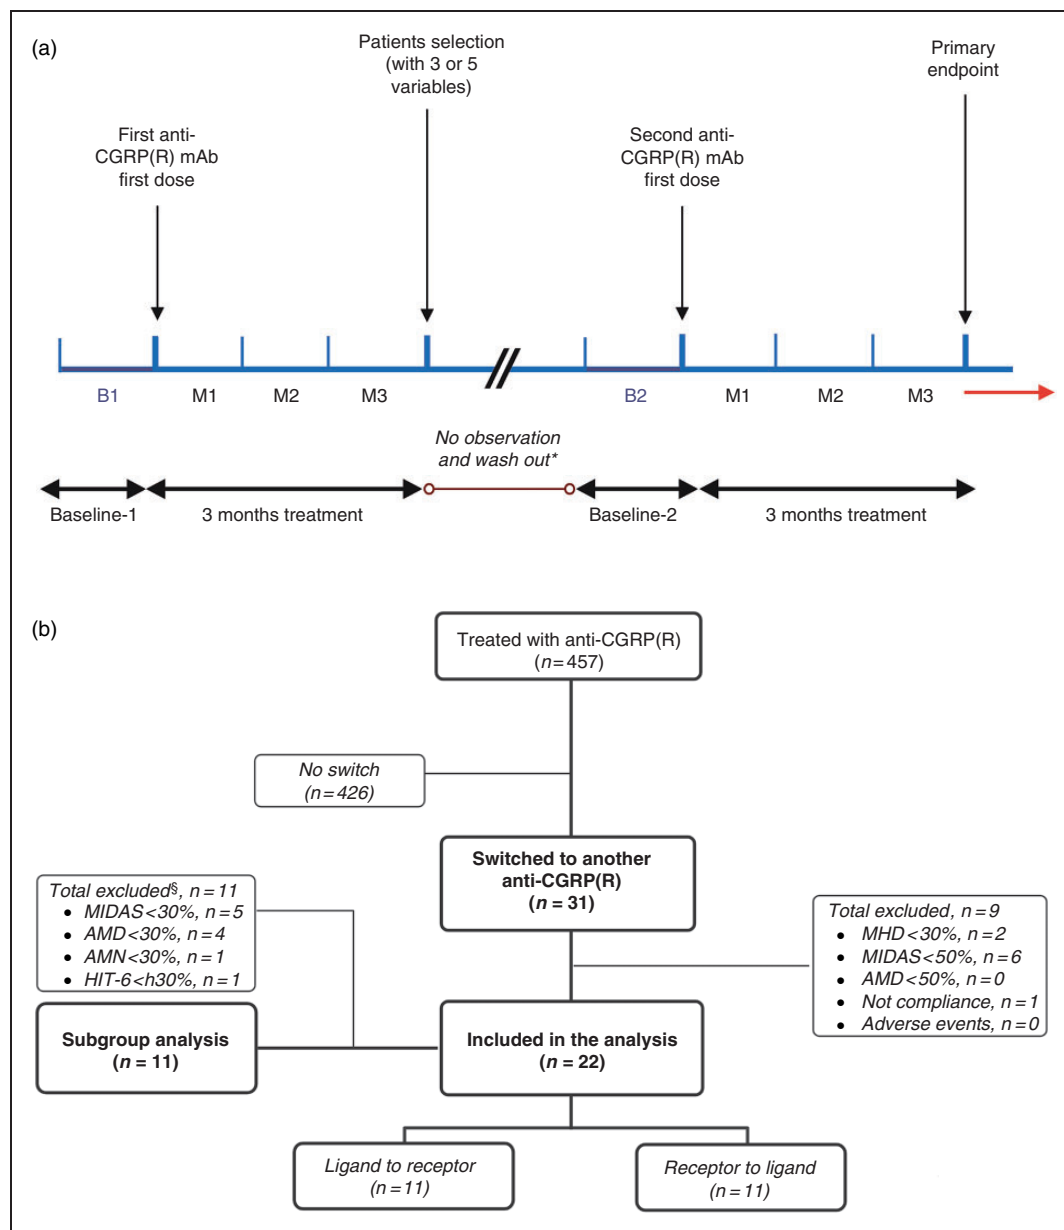 (a)
Patients selection
(with 3 or 5
variables)
Primary
endpoint
First anti-
CGRP(R) mAb
first dose
Second anti-
CGRP(R) mAb
first dose
B1 M1 M2 M3 B2 M1 M2 M3
No observation
and wash out*
Baseline-1 3 months treatment Baseline-2 3 months treatment
(b)
Treated with anti-CGRP(R)
(n=457)
No switch
(n=426)
Switched to another
anti-CGRP(R)
(n = 31)
Total excluded§, n=11
• MIDAS<30%, n=5
• AMD<30%, n=4
• AMN<30%, n=1
• HIT-6<h30%, n=1
Total excluded, n=9
• MHD<30%, n=2
• MIDAS<50%, n=6
• AMD<50%, n=0
• Not compliance, n=1
• Adverse events, n=0
Subgroup analysis
(n = 11)
Included in the analysis
(n = 22)
Ligand to receptor
(n=11)
Receptor to ligand
(n=11)